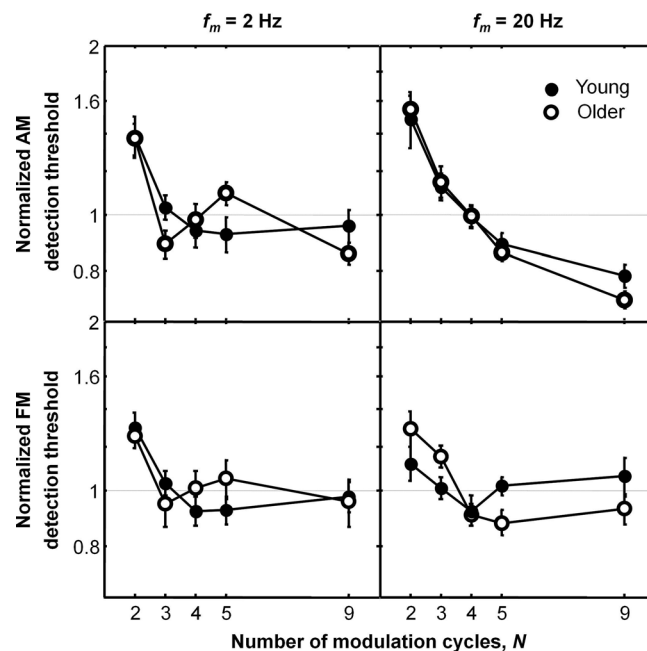 fm = 2 Hz
fm = 20 Hz
Normalized AM
detection threshold
2
1.6
1
0.8
Young
Older
Normalized FM
detection threshold
2
1.6
1
0.8
2 3 4 5 9
2 3 4 5 9
Number of modulation cycles, N